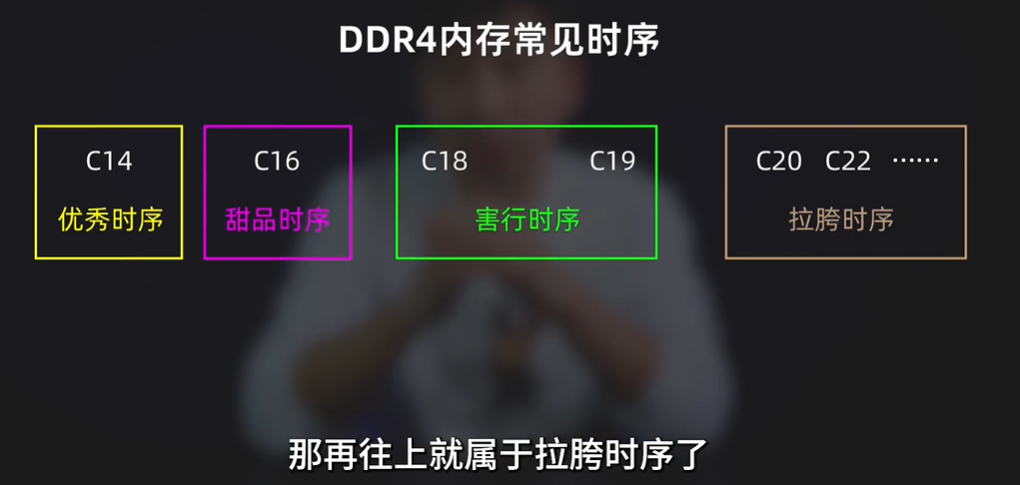 DDR4内存常见时序
C14
优秀时序
C16
甜品时序
C18 C19
害行时序
C20 C22 ……
拉胯时序
那再往上就属于拉胯时序了